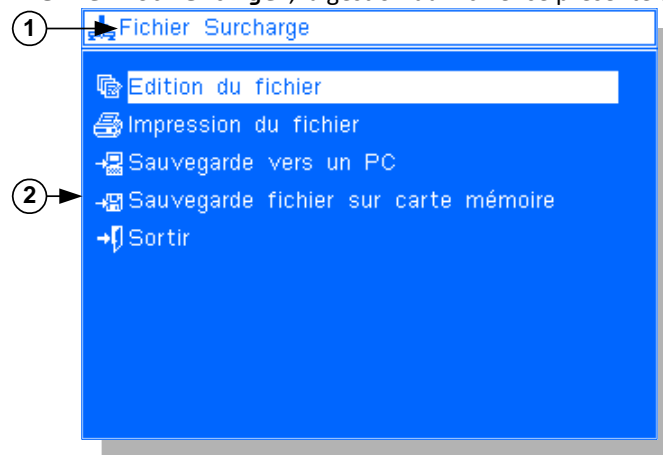 1
Fichier Surcharge
Edition du fichier
Impression du fichier
Sauvegarde vers un PC
2
Sauvegarde fichier sur carte mémoire
Sortir